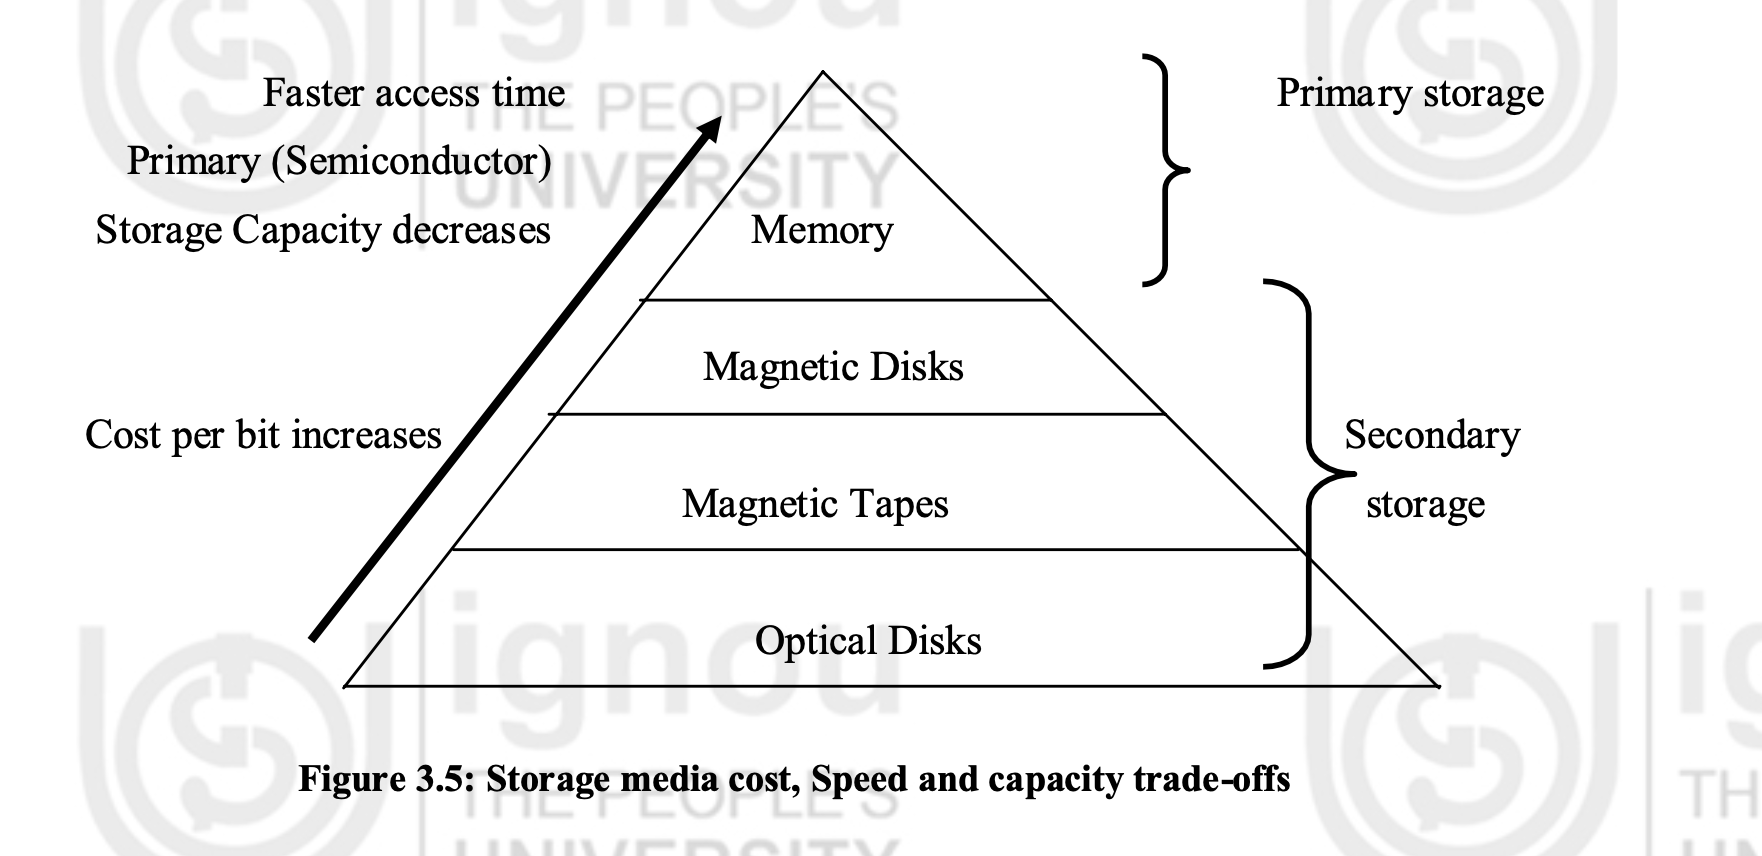 ignou
THE PEOPLE'S
UNIVERSITY
Faster access time
Primary (Semiconductor)
Storage Capacity decreases
Cost per bit increases
Memory
Magnetic Disks
Magnetic Tapes
Optical Disks
Primary storage
Secondary
storage
ignou
THE PEOPLE'S
UNIVERSITY
Figure 3.5: Storage media cost, Speed and capacity trade-offs